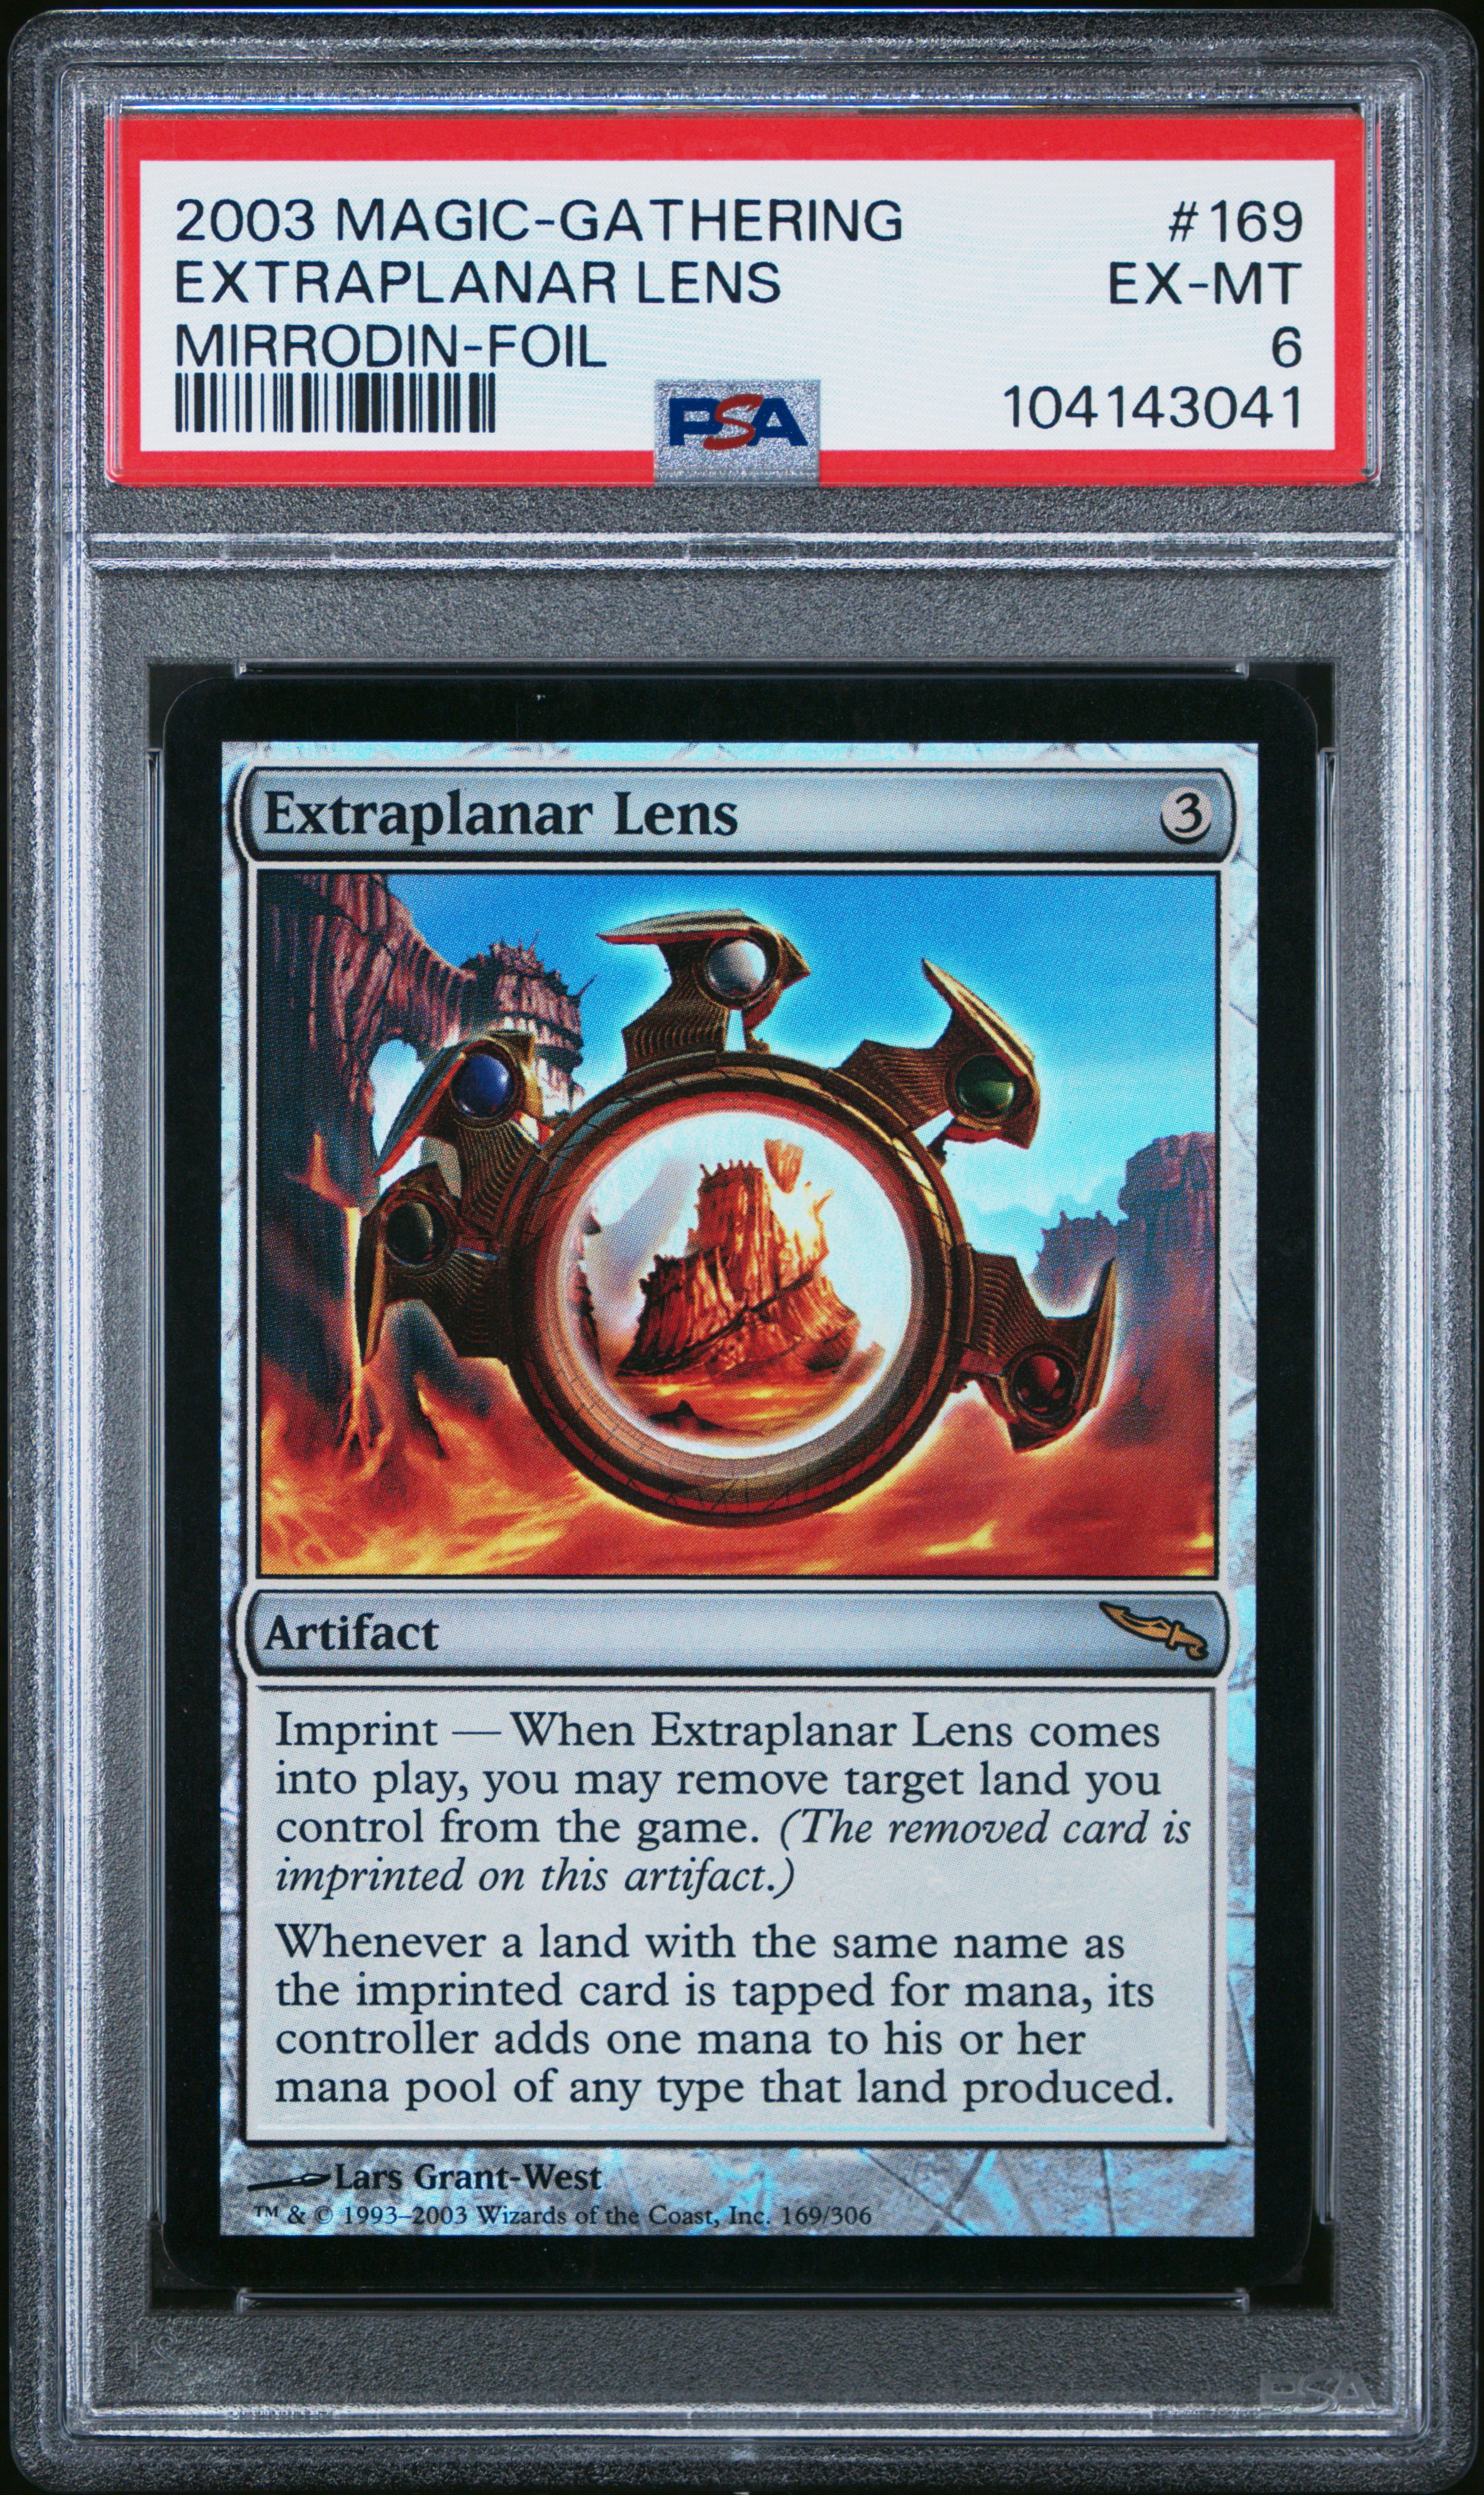 2003 MAGIC-GATHERING #169
EXTRAPLANAR LENS EX-MT
MIRRODIN-FOIL 6
PSA 104143041
Extraplanar Lens 3
Artifact
Imprint — When Extraplanar Lens comes
into play, you may remove target land you
control from the game. (The removed card is
imprinted on this artifact.)
Whenever a land with the same name as
the imprinted card is tapped for mana, its
controller adds one mana to his or her
mana pool of any type that land produced.
Lars Grant-West
™ & © 1993–2003 Wizards of the Coast, Inc. 169/306
PSA